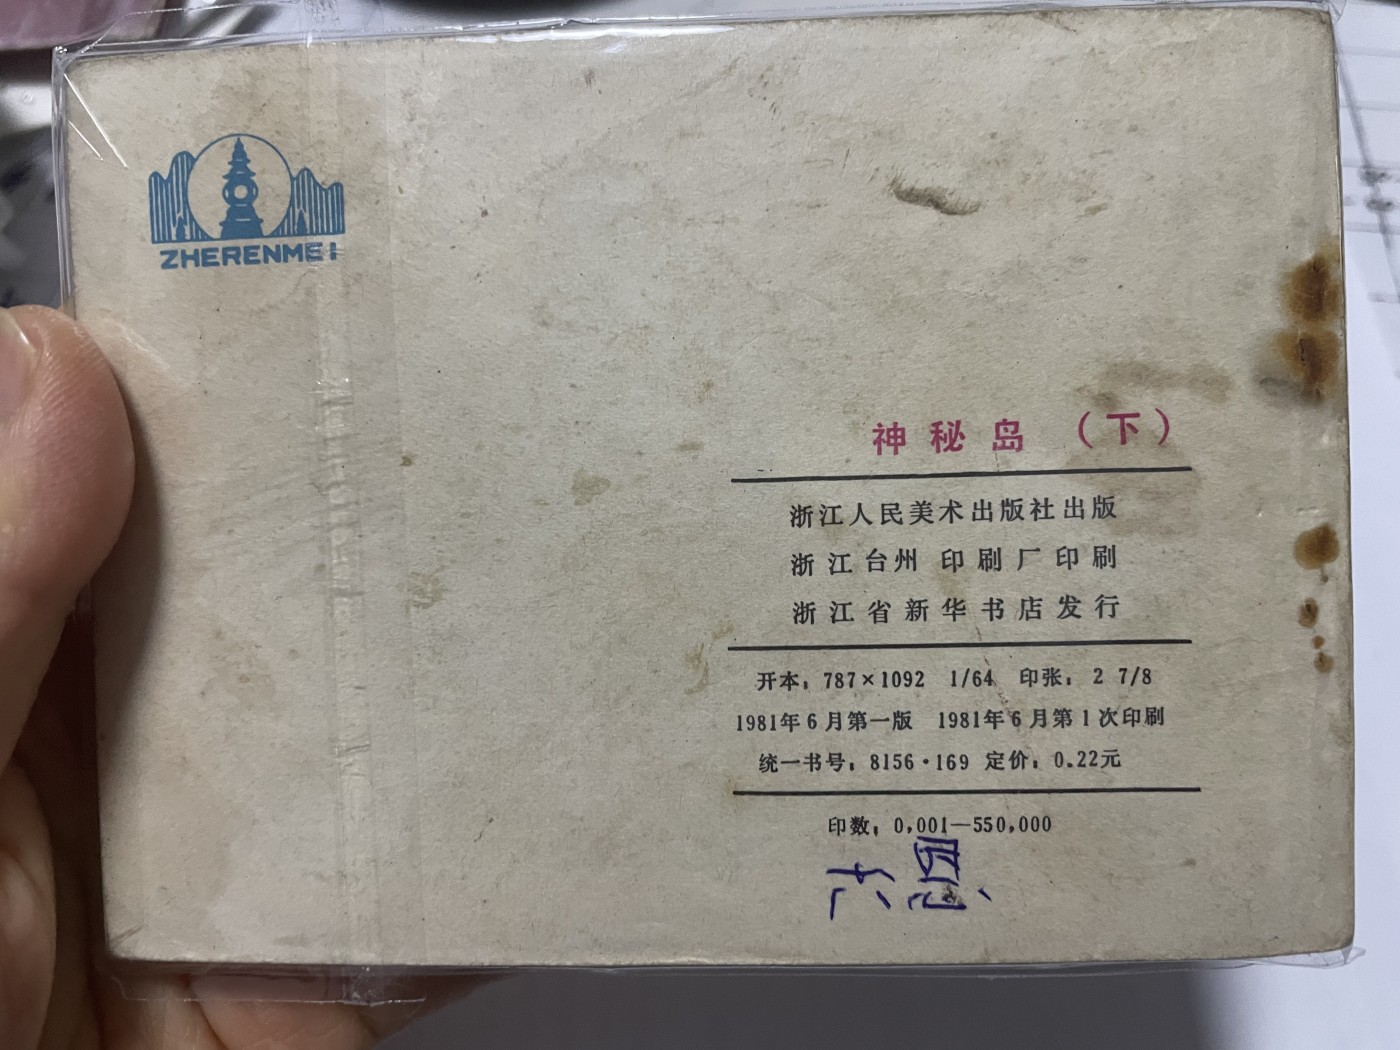 ZHERENMEI
神秘岛（下）
浙江人民美术出版社出版
浙江台州印刷厂印刷
浙江省新华书店发行
开本：787×1092 1/64 印张：2 7/8
1981年6月第一版 1981年6月第1次印刷
统一书号：8156·169 定价：0.22元
印数：0,001—550,000